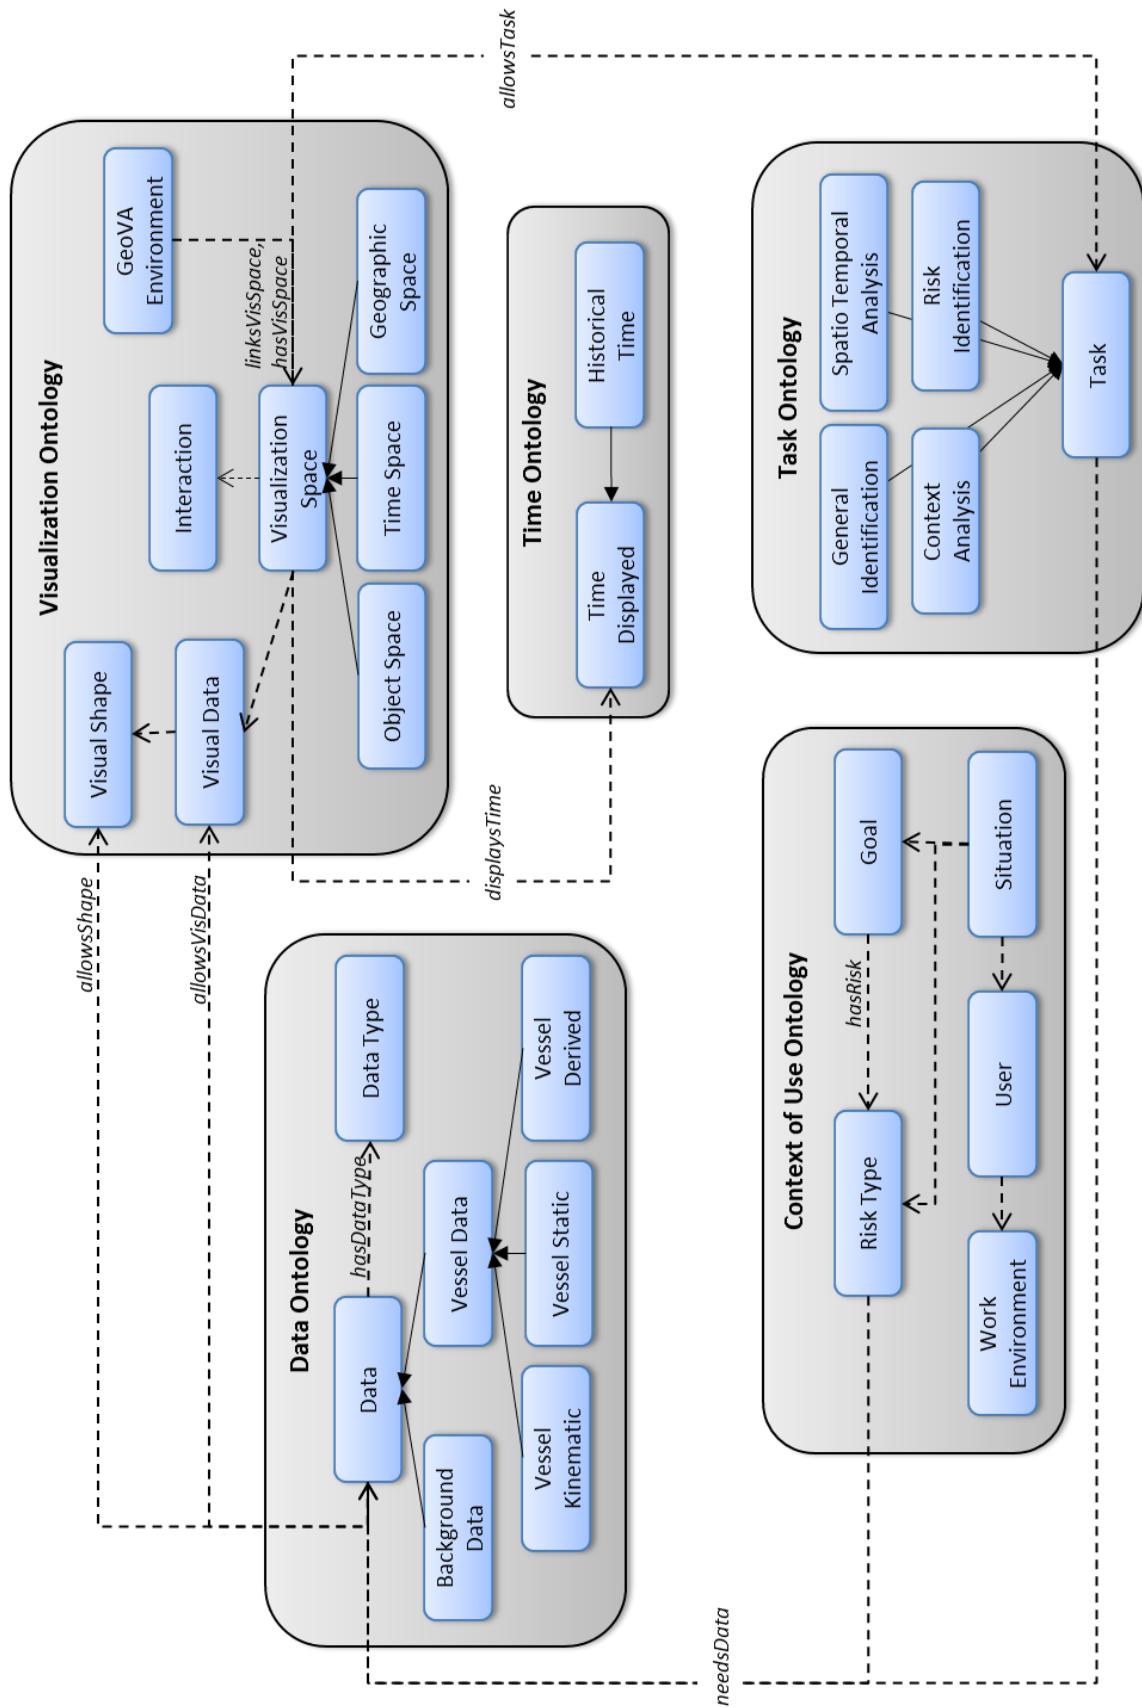 allowsShape
allowsVisData
Visualization Ontology
Visual Shape
Visual Data
Interaction
GeoVA
Environment
Visualization
Space
linksVisSpace,
hasVisSpace
Object Space
Time Space
Geographic
Space
Data Ontology
Data
hasDataType
Data Type
Background
Data
Vessel Data
Vessel
Kinematic
Vessel Static
Vessel
Derived
displaysTime
allowsTask
Time Ontology
Time
Displayed
Historical
Time
needsData
Context of Use Ontology
Risk Type
hasRisk
Goal
Work
Environment
User
Situation
Task Ontology
General
Identification
Spatio Temporal
Analysis
Context
Analysis
Risk
Identification
Task